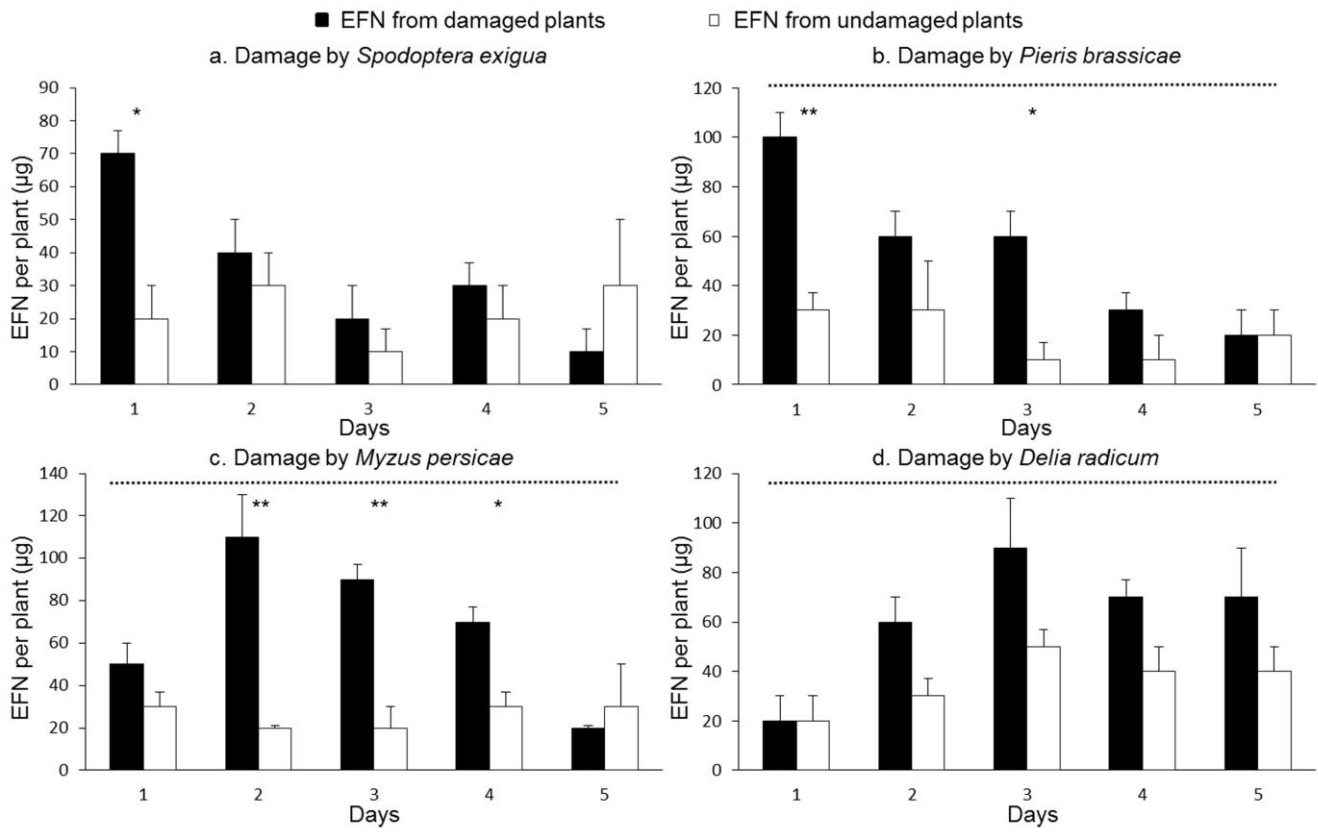 ■ EFN from damaged plants □ EFN from undamaged plants
a. Damage by Spodoptera exigua
EFN per plant (µg)
90
80
70
60
50
40
30
20
10
0
*
1 2 3 4 5
Days
b. Damage by Pieris brassicae
EFN per plant (µg)
120
100
80
60
40
20
0
** *
1 2 3 4 5
Days
c. Damage by Myzus persicae
EFN per plant (µg)
140
120
100
80
60
40
20
0
** ** *
1 2 3 4 5
Days
d. Damage by Delia radicum
EFN per plant (µg)
120
100
80
60
40
20
0
1 2 3 4 5
Days